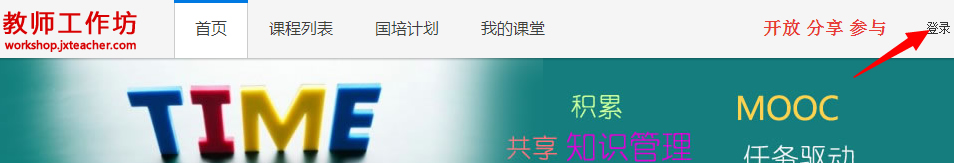 教师工作坊
workshop.jxteacher.com
首页 课程列表 国培计划 我的课堂
开放 分享 参与
登录
TIME
积累
MOOC
共享 知识管理
任务驱动